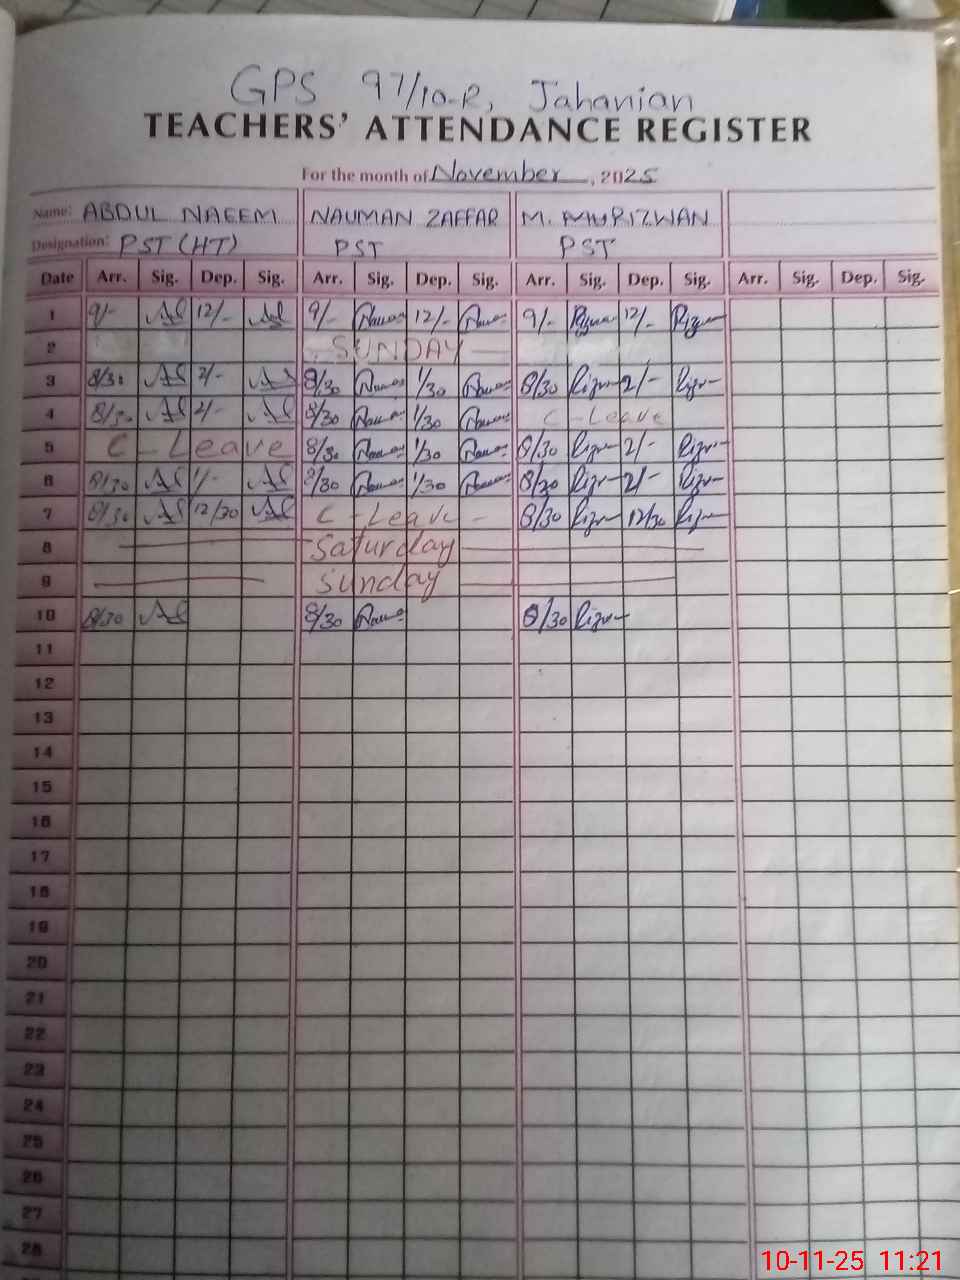 GPS 97/10-R, Jahanian
TEACHERS' ATTENDANCE REGISTER
For the month of November, 2025
Name: ABDUL NAEEM NAUMAN ZAFFAR M. RIZWAN
Designation: PST (HT) PST PST
Date Arr. Sig. Dep. Sig. Arr. Sig. Dep. Sig. Arr. Sig. Dep. Sig. Arr. Sig. Dep. Sig.
1 9/- 12/- 9/- 12/- 9/- 12/-
2 SUNDAY
3 8/30 2/- 8/30 1/30 8/30 2/-
4 8/30 2/- 8/30 1/30 C-Leave
5 C-Leave 8/30 1/30 8/30 2/-
6 8/30 1/- 8/30 1/30 8/30 2/-
7 8/30 12/30 C-Leave - 8/30 12/30
8 Saturday
9 Sunday
10 8/30 8/30 8/30
11
12
13
14
15
16
17
18
19
20
21
22
23
24
25
26
27
28
10-11-25 11:21